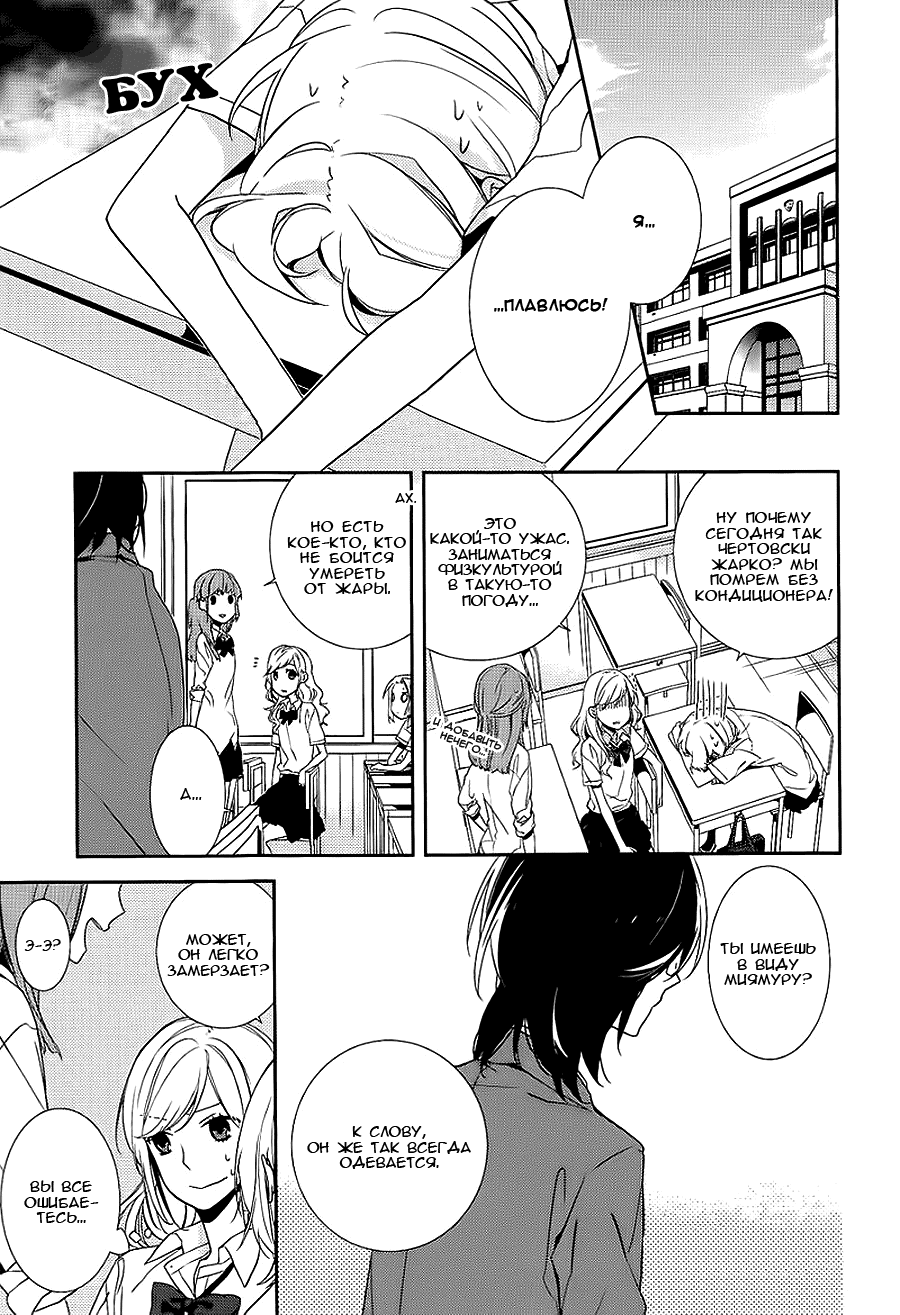 Я...
...ПЛАВЛЮСЬ!
БУХ
НУ ПОЧЕМУ
СЕГОДНЯ ТАК
ЧЕРТОВСКИ
ЖАРКО? МЫ
ПОМРЕМ БЕЗ
КОНДИЦИОНЕРА!
ЭТО
КАКОЙ-ТО УЖАС.
ЗАНИМАТЬСЯ
ФИЗКУЛЬТУРОЙ
В ТАКУЮ-ТО
ПОГОДУ...
...И ДОБАВИТЬ
НЕЧЕГО...
АХ.
НО ЕСТЬ
КОЕ-КТО, КТО
НЕ БОИТСЯ
УМЕРЕТЬ
ОТ ЖАРЫ.
А...
ТЫ ИМЕЕШЬ
В ВИДУ
МИЯМУРУ?
К СЛОВУ,
ОН ЖЕ ТАК ВСЕГДА
ОДЕВАЕТСЯ.
МОЖЕТ,
ОН ЛЕГКО
ЗАМЕРЗАЕТ?
Э-Э?
ВЫ ВСЕ
ОШИБАЕ-
ТЕСЬ...